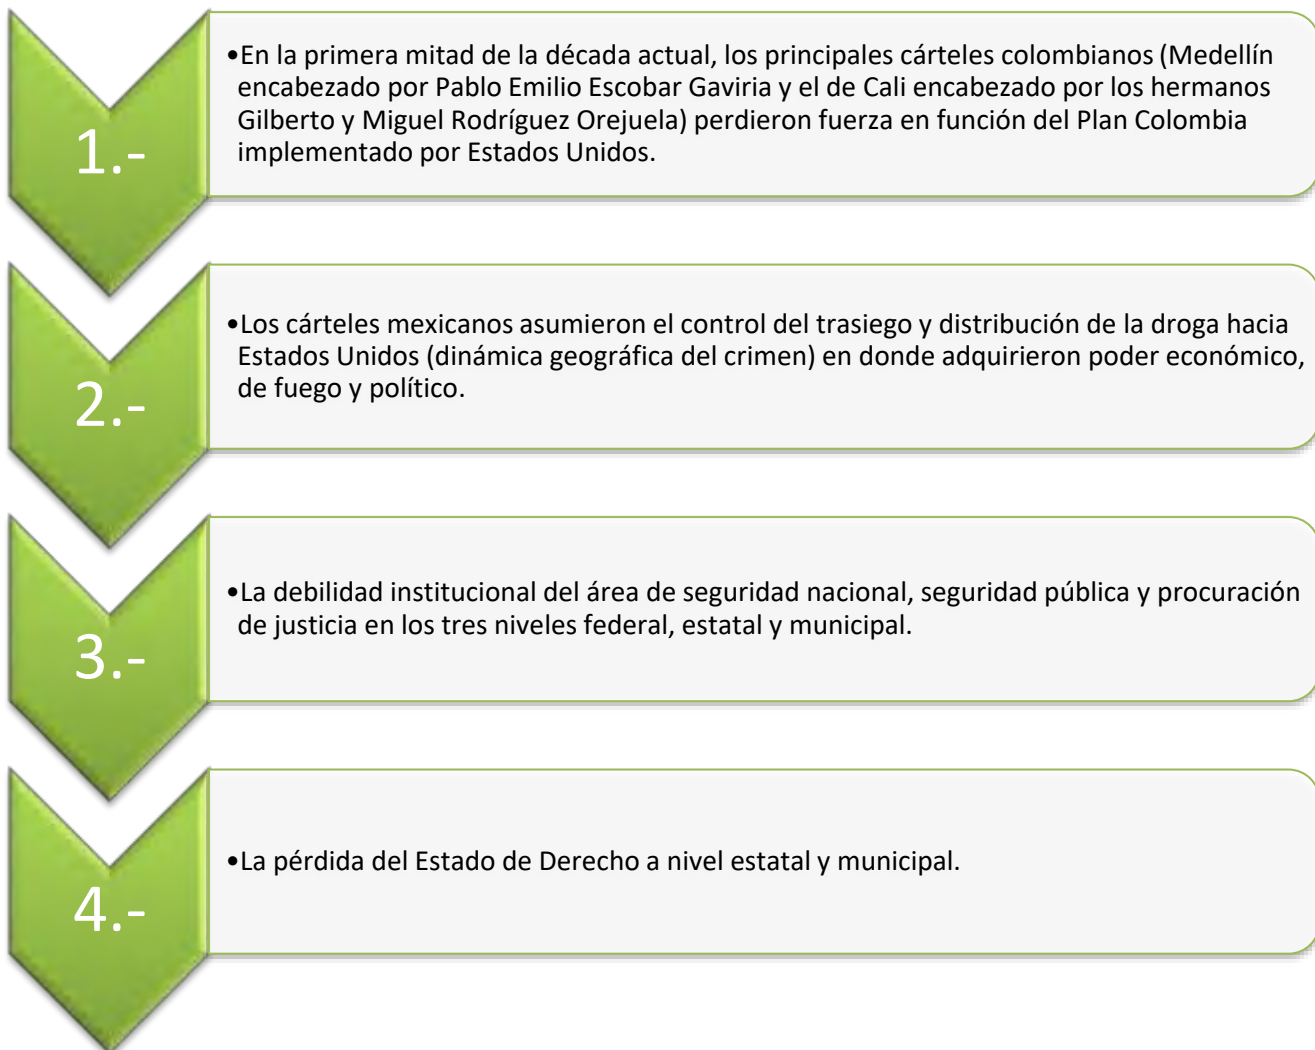 1.-
•En la primera mitad de la década actual, los principales cárteles colombianos (Medellín
encabezado por Pablo Emilio Escobar Gaviria y el de Cali encabezado por los hermanos
Gilberto y Miguel Rodríguez Orejuela) perdieron fuerza en función del Plan Colombia
implementado por Estados Unidos.
2.-
•Los cárteles mexicanos asumieron el control del trasiego y distribución de la droga hacia
Estados Unidos (dinámica geográfica del crimen) en donde adquirieron poder económico,
de fuego y político.
3.-
•La debilidad institucional del área de seguridad nacional, seguridad pública y procuración
de justicia en los tres niveles federal, estatal y municipal.
4.-
•La pérdida del Estado de Derecho a nivel estatal y municipal.